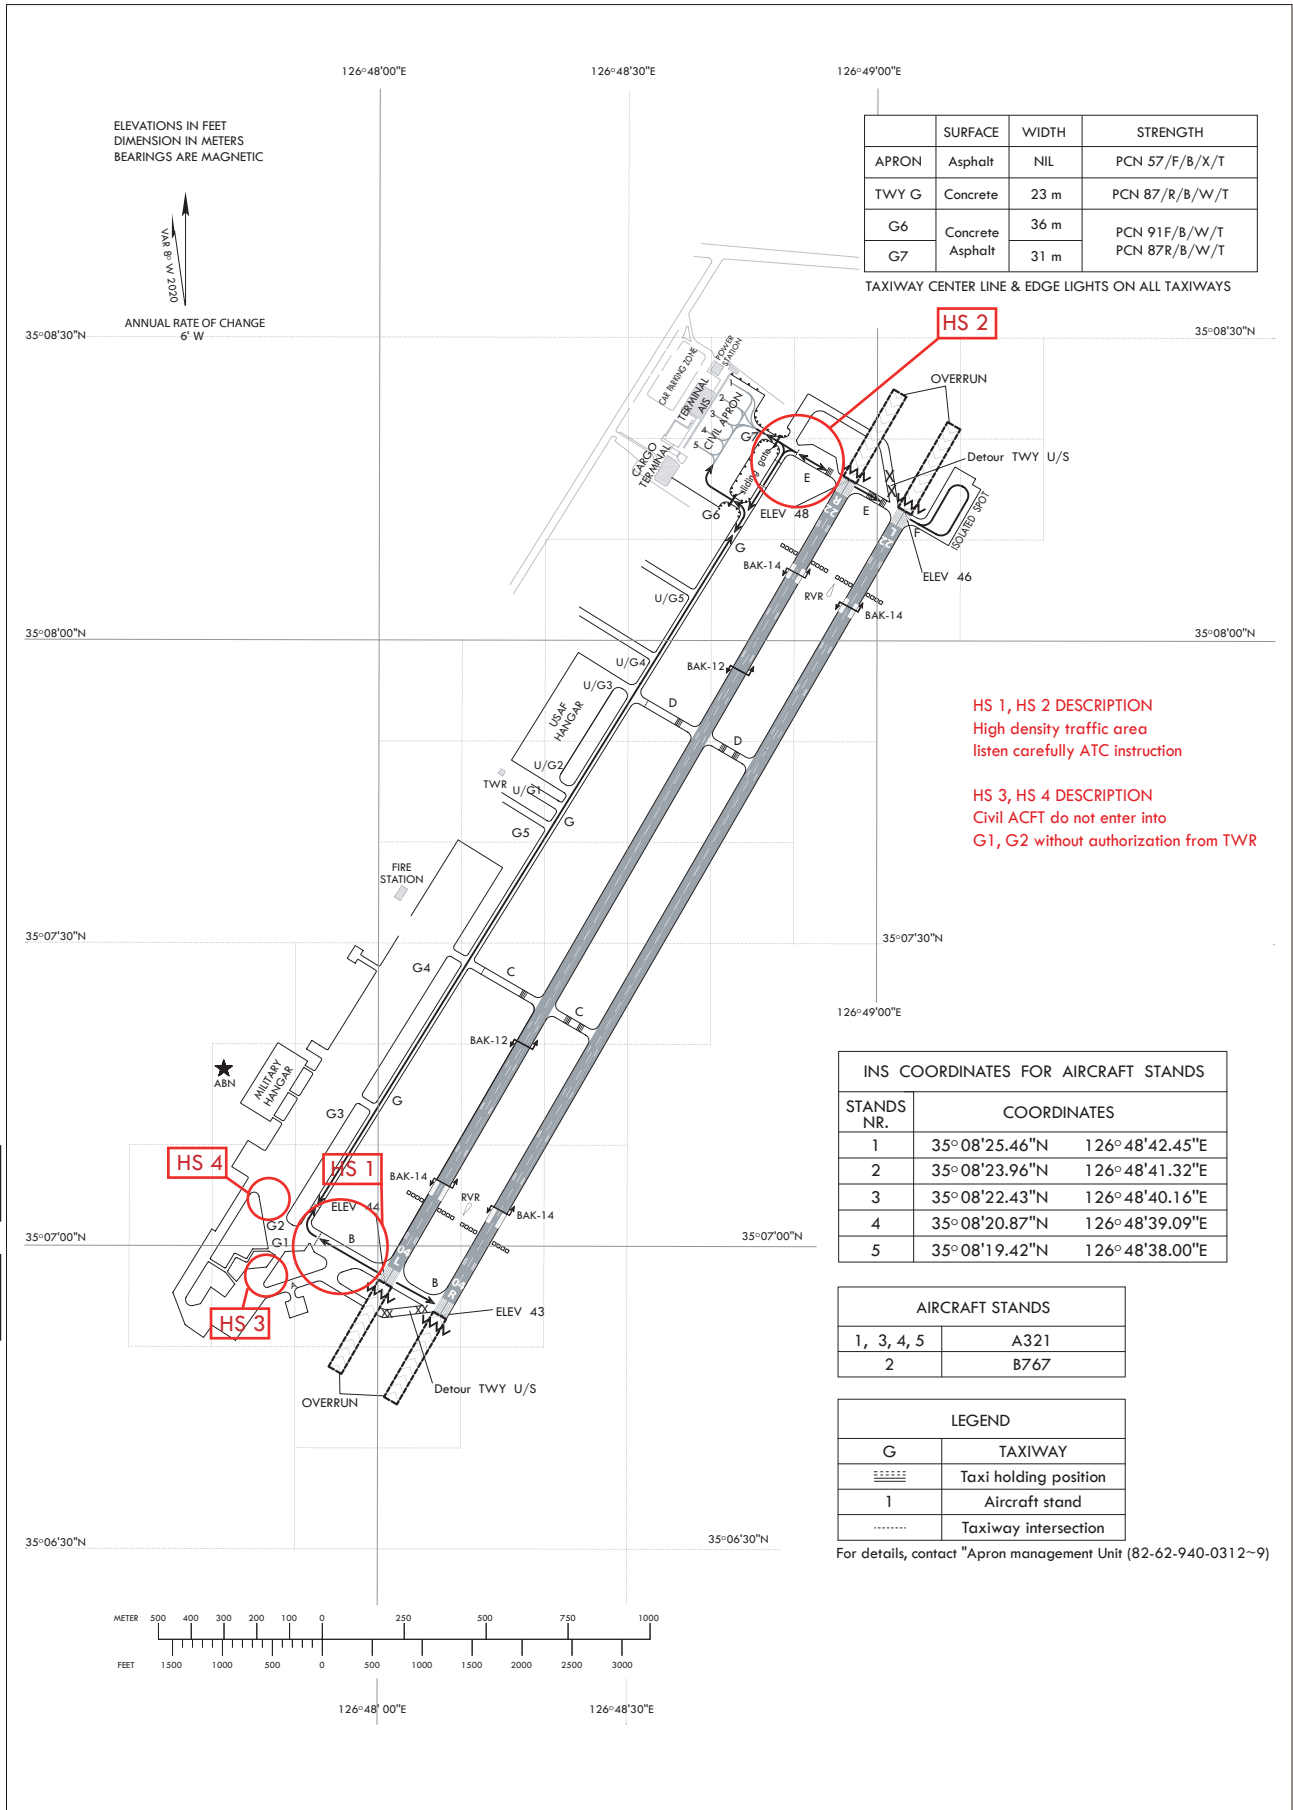 126°48'00"E
126°48'30"E
126°49'00"E
ELEVATIONS IN FEET
DIMENSION IN METERS
BEARINGS ARE MAGNETIC
VAR 8° W 2020
ANNUAL RATE OF CHANGE
6' W
SURFACE WIDTH STRENGTH
APRON Asphalt NIL PCN 57/F/B/X/T
TWY G Concrete 23 m PCN 87/R/B/W/T
G6 Concrete Asphalt 36 m PCN 91F/B/W/T
G7 31 m PCN 87R/B/W/T
TAXIWAY CENTER LINE & EDGE LIGHTS ON ALL TAXIWAYS
HS 2
35°08'30"N
35°08'30"N
POWER
STATION
CAR PARKING ZONE
TERMINAL
AIS
CIVIL APRON
1
2
3
4
5
CARGO
TERMINAL
G7
sliding gate
G6
E
ELEV 48
OVERRUN
Detour TWY U/S
E
F
ISOLATED SPOT
ELEV 46
22
R
22
L
G
BAK-14
RVR
BAK-14
U/G5
35°08'00"N
35°08'00"N
U/G4
BAK-12
U/G3
USAF
HANGAR
D
D
U/G2
TWR
U/G1
G5
G
HS 1, HS 2 DESCRIPTION
High density traffic area
listen carefully ATC instruction
HS 3, HS 4 DESCRIPTION
Civil ACFT do not enter into
G1, G2 without authorization from TWR
FIRE
STATION
35°07'30"N
35°07'30"N
G4
C
C
126°49'00"E
BAK-12
ABN
MILITARY
HANGAR
G3
G
INS COORDINATES FOR AIRCRAFT STANDS
STANDS NR. COORDINATES
1 35°08'25.46"N 126°48'42.45"E
2 35°08'23.96"N 126°48'41.32"E
3 35°08'22.43"N 126°48'40.16"E
4 35°08'20.87"N 126°48'39.09"E
5 35°08'19.42"N 126°48'38.00"E
HS 4
HS 1
BAK-14
RVR
BAK-14
ELEV 44
G2
G1
B
35°07'00"N
35°07'00"N
04
L
04
R
B
A
HS 3
ELEV 43
Detour TWY U/S
OVERRUN
AIRCRAFT STANDS
1, 3, 4, 5 A321
2 B767
LEGEND
G TAXIWAY
Taxi holding position
1 Aircraft stand
Taxiway intersection
35°06'30"N
35°06'30"N
For details, contact "Apron management Unit (82-62-940-0312~9)
METER 500 400 300 200 100 0 250 500 750 1000
FEET 1500 1000 500 0 500 1000 1500 2000 2500 3000
126°48' 00"E
126°48'30"E